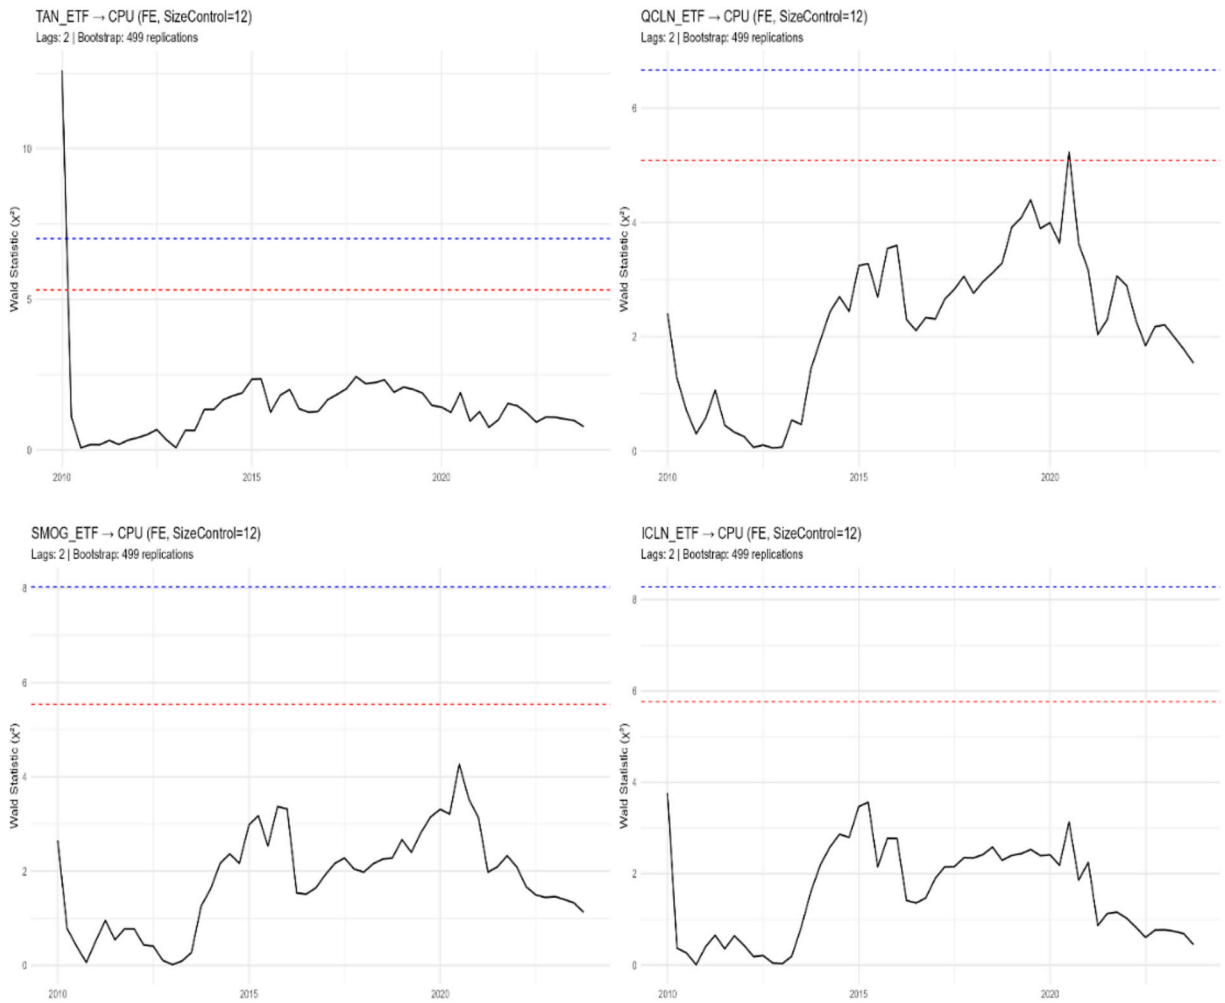 TAN_ETF → CPU (FE, SizeControl=12)
Lags: 2 | Bootstrap: 499 replications
Wald Statistic (χ²)
10
5
0
2010
2015
2020
QCLN_ETF → CPU (FE, SizeControl=12)
Lags: 2 | Bootstrap: 499 replications
Wald Statistic (χ²)
6
4
2
0
2010
2015
2020
SMOG_ETF → CPU (FE, SizeControl=12)
Lags: 2 | Bootstrap: 499 replications
Wald Statistic (χ²)
8
6
4
2
0
2010
2015
2020
ICLN_ETF → CPU (FE, SizeControl=12)
Lags: 2 | Bootstrap: 499 replications
Wald Statistic (χ²)
8
6
4
2
0
2010
2015
2020